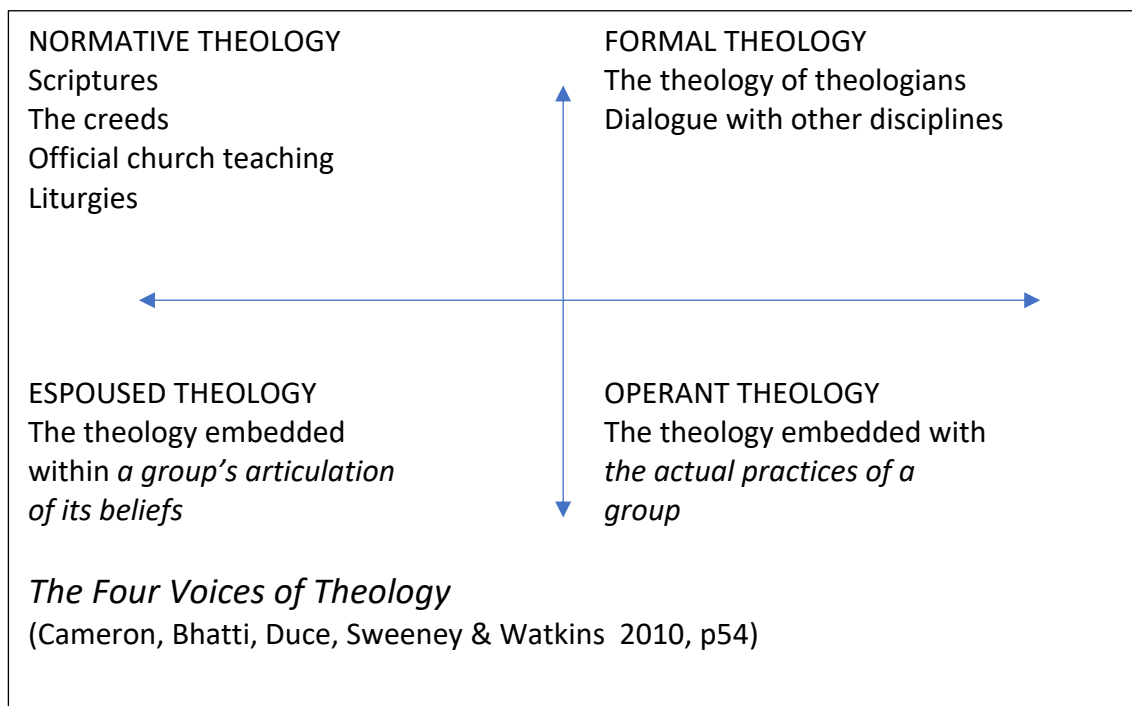 NORMATIVE THEOLOGY
Scriptures
The creeds
Official church teaching
Liturgies
FORMAL THEOLOGY
The theology of theologians
Dialogue with other disciplines
ESPOUSED THEOLOGY
The theology embedded
within a group’s articulation
of its beliefs
OPERANT THEOLOGY
The theology embedded with
the actual practices of a
group
The Four Voices of Theology
(Cameron, Bhatti, Duce, Sweeney & Watkins  2010, p54)